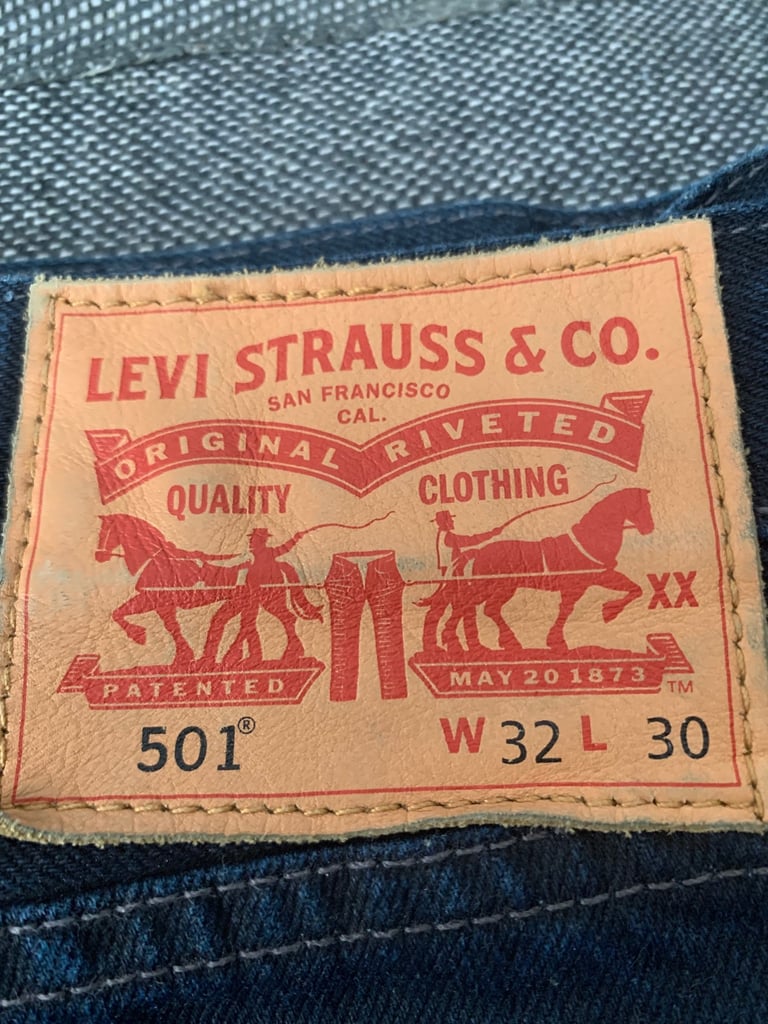 LEVI STRAUSS & CO.
SAN FRANCISCO
CAL.
ORIGINAL RIVETED
QUALITY CLOTHING
XX
PATENTED MAY 20 1873 ™
501® W 32 L 30